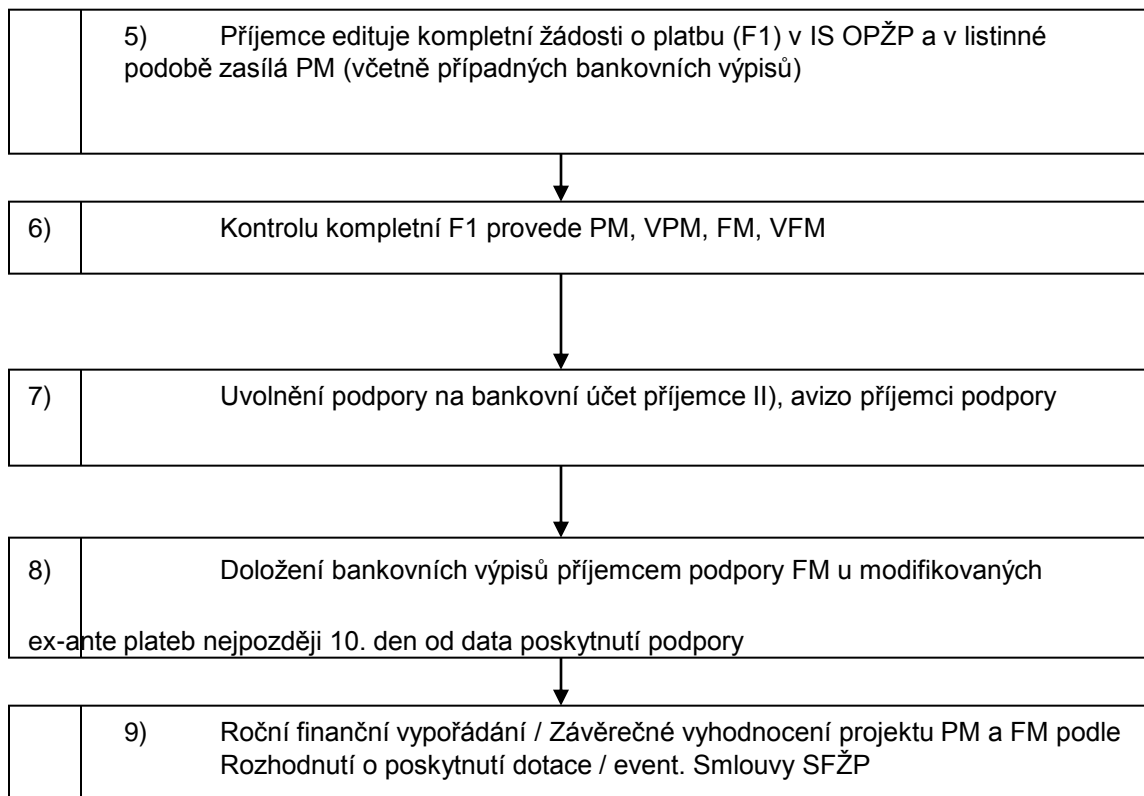 5) Příjemce edituje kompletní žádosti o platbu (F1) v IS OPŽP a v listinné
podobě zasílá PM (včetně případných bankovních výpisů)
6) Kontrolu kompletní F1 provede PM, VPM, FM, VFM
7) Uvolnění podpory na bankovní účet příjemce II), avizo příjemci podpory
8) Doložení bankovních výpisů příjemcem podpory FM u modifikovaných
ex-ante plateb nejpozději 10. den od data poskytnutí podpory
9) Roční finanční vypořádání / Závěrečné vyhodnocení projektu PM a FM podle
Rozhodnutí o poskytnutí dotace / event. Smlouvy SFŽP